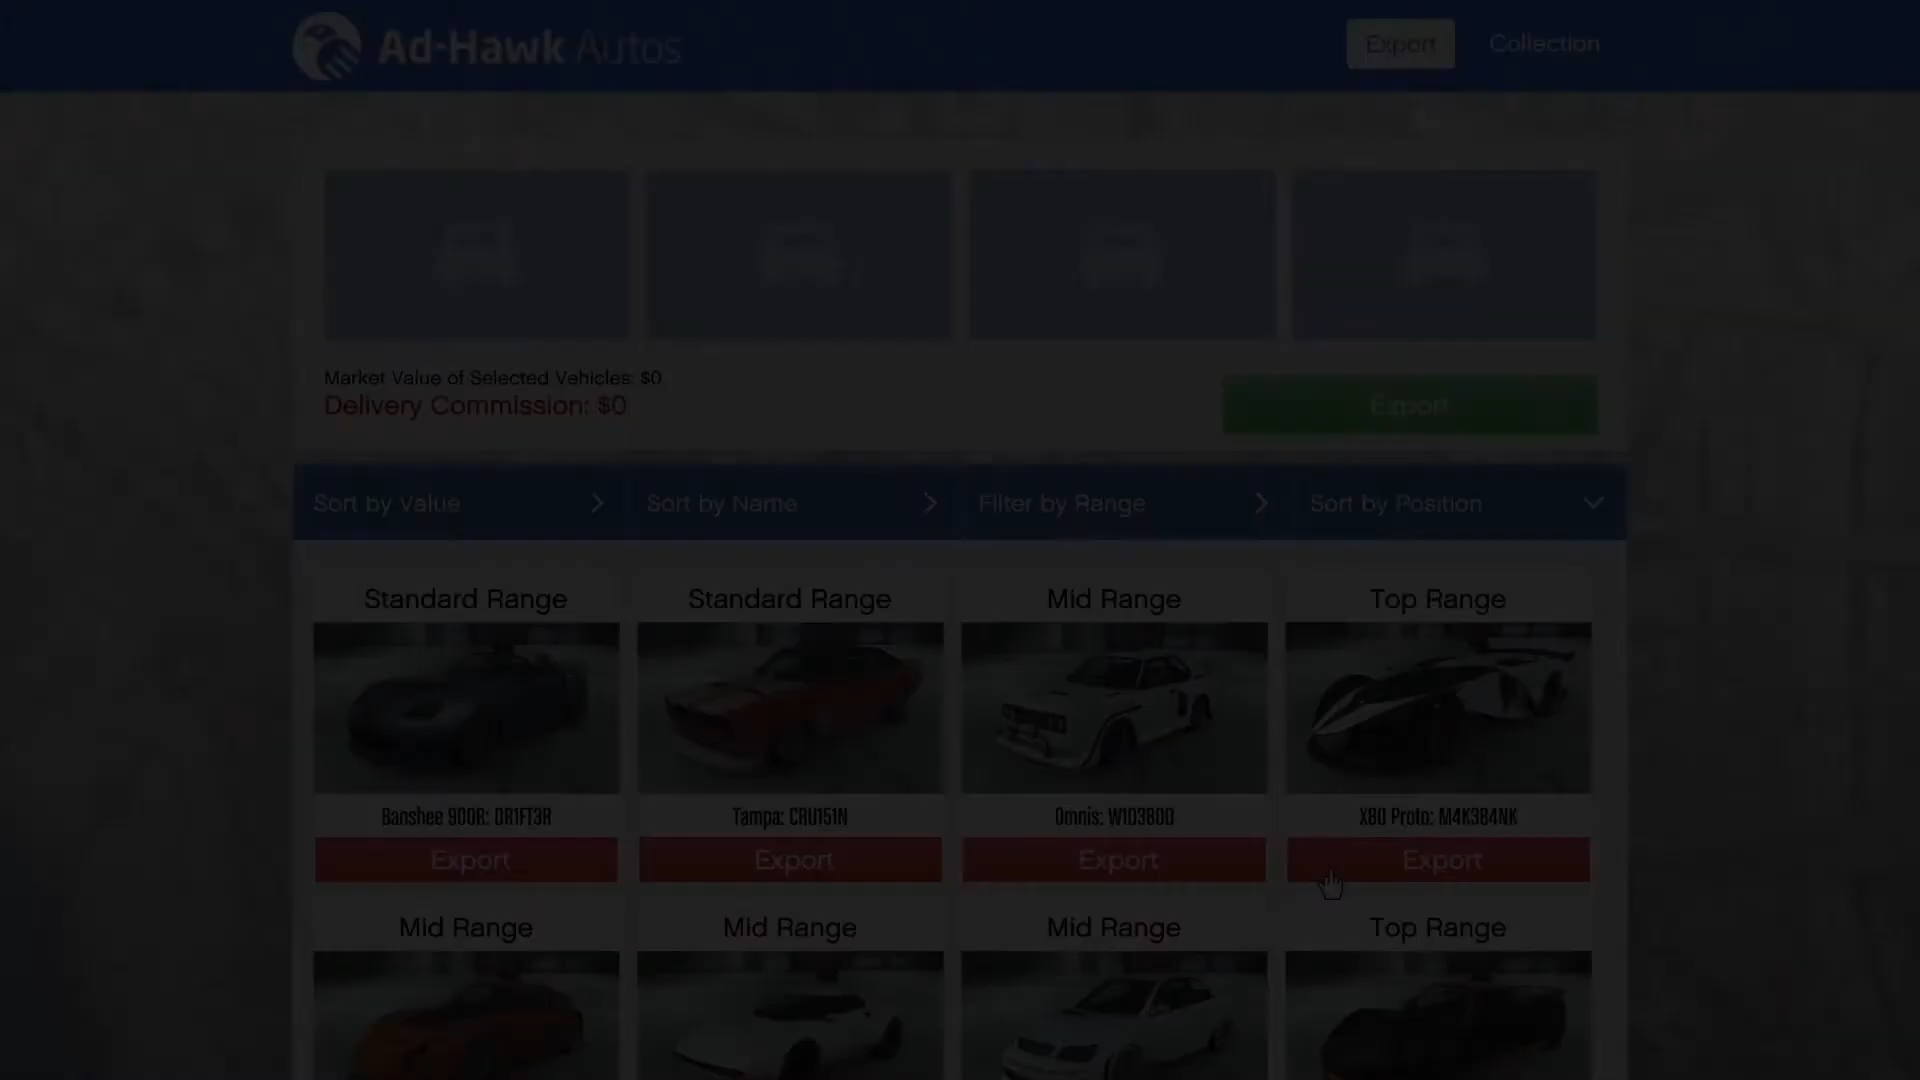 Ad-Hawk Autos
Export
Collection
Market Value of Selected Vehicles: $0
Delivery Commission: $0
Export
Sort by Value
Sort by Name
Filter by Range
Sort by Position
Standard Range
Standard Range
Mid Range
Top Range
Banshee 900R: DR1FT3R
Tampa: CRU151N
Omnis: W1D3B0D
X80 Proto: M4K3B4NK
Export
Export
Export
Export
Mid Range
Mid Range
Mid Range
Top Range